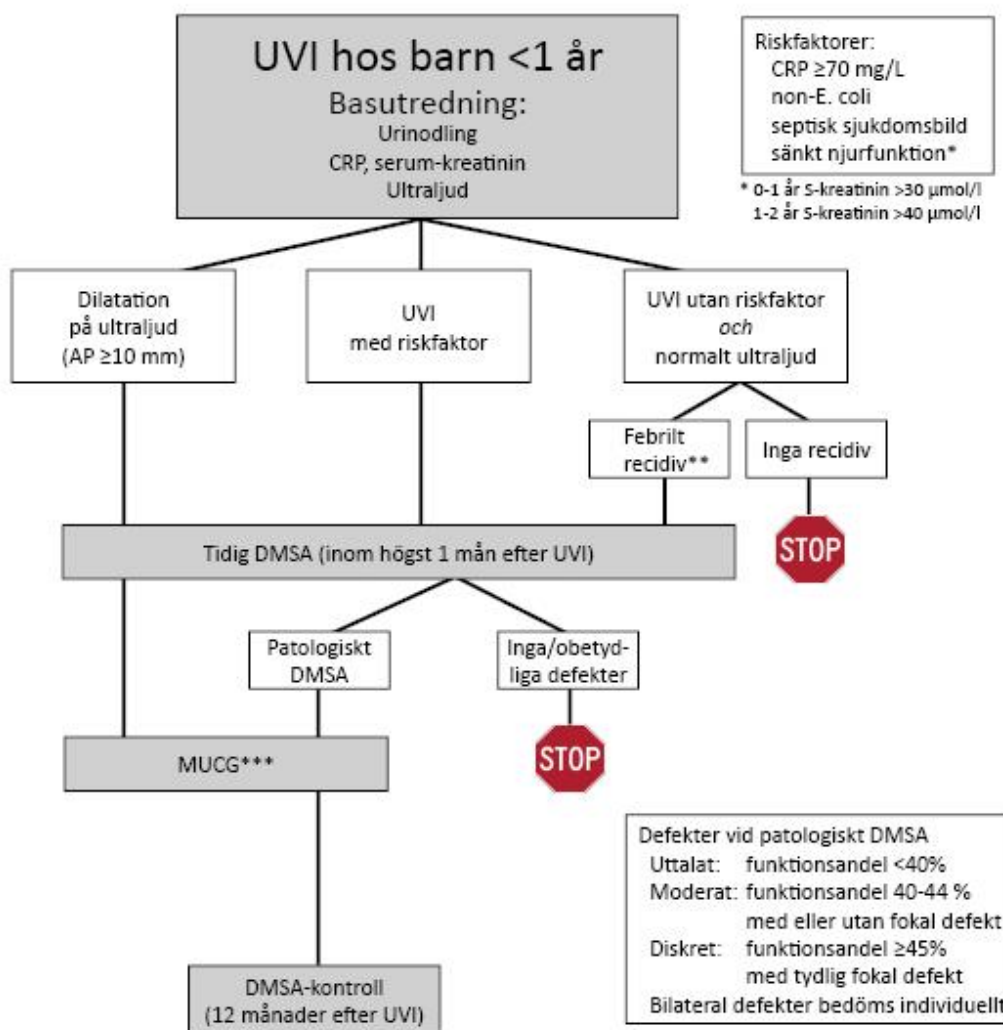 UVI hos barn <1 år
Basutredning:
Urinodling
CRP, serum-kreatinin
Ultraljud
Riskfaktorer:
CRP ≥70 mg/L
non-E. coli
septisk sjukdomsbild
sänkt njurfunktion*
* 0-1 år S-kreatinin >30 µmol/l
1-2 år S-kreatinin >40 µmol/l
Dilatation
på ultraljud
(AP ≥10 mm)
UVI
med riskfaktor
UVI utan riskfaktor
och
normalt ultraljud
Febrilt
recidiv**
Inga recidiv
STOP
Tidig DMSA (inom högst 1 mån efter UVI)
Patologiskt
DMSA
Inga/obetyd-
liga defekter
STOP
MUCG***
Defekter vid patologiskt DMSA
Uttalat: funktionsandel <40%
Moderat: funktionsandel 40-44 %
med eller utan fokal defekt
Diskret: funktionsandel ≥45%
med tydlig fokal defekt
Bilateral defekter bedöms individuellt
DMSA-kontroll
(12 månader efter UVI)